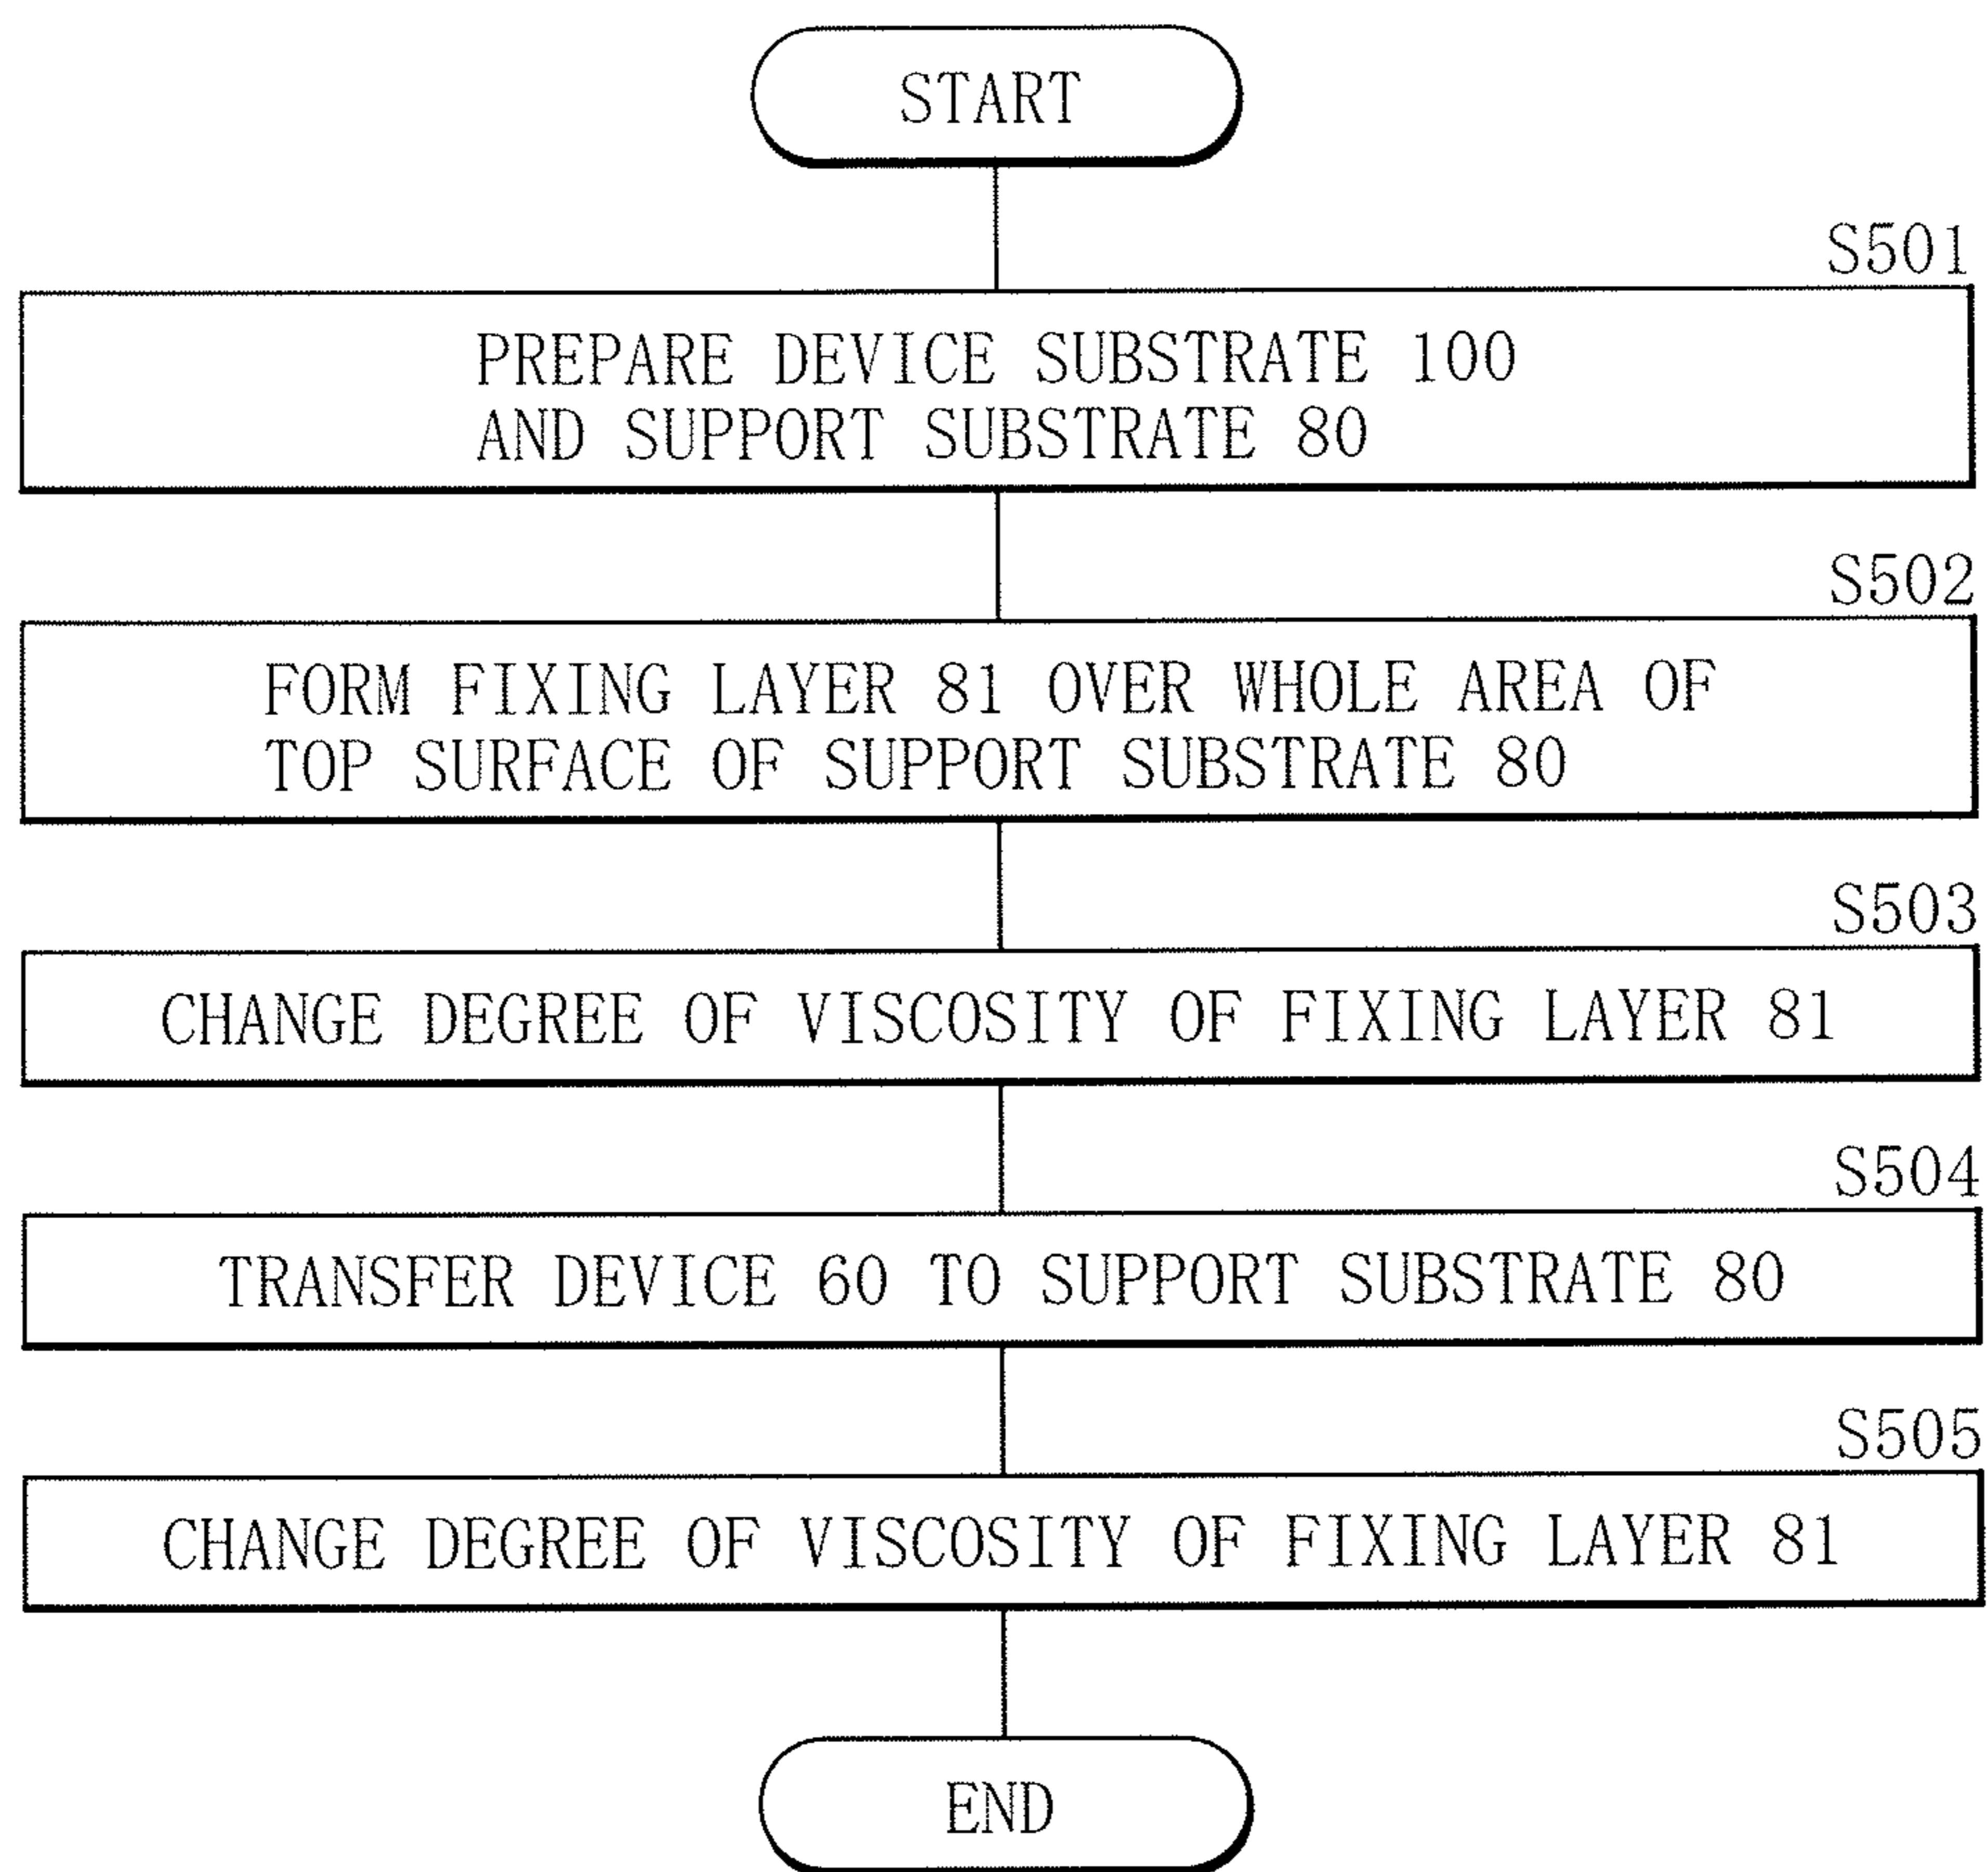 START
S501
PREPARE DEVICE SUBSTRATE 100
AND SUPPORT SUBSTRATE 80
S502
FORM FIXING LAYER 81 OVER WHOLE AREA OF
TOP SURFACE OF SUPPORT SUBSTRATE 80
S503
CHANGE DEGREE OF VISCOSITY OF FIXING LAYER 81
S504
TRANSFER DEVICE 60 TO SUPPORT SUBSTRATE 80
S505
CHANGE DEGREE OF VISCOSITY OF FIXING LAYER 81
END